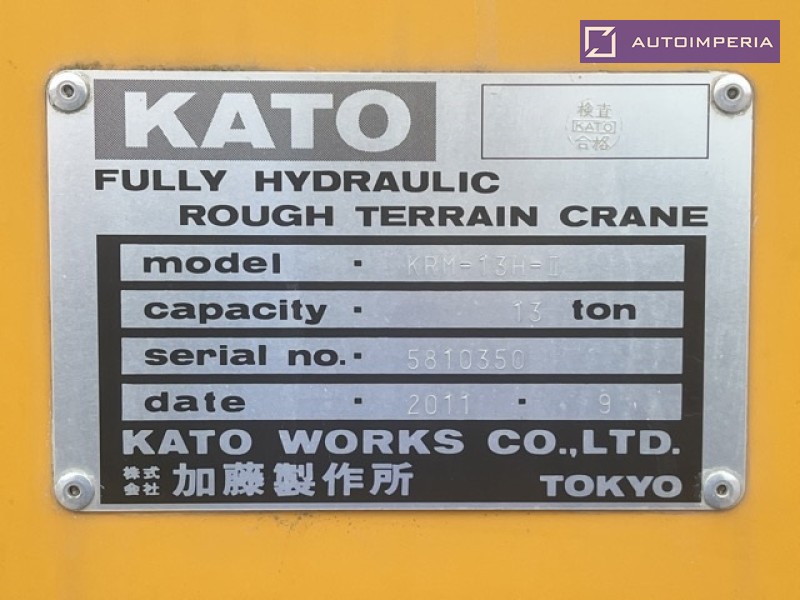 AUTOIMPERIA
KATO
検査
KATO
合格
FULLY HYDRAULIC
ROUGH TERRAIN CRANE
model · KRM-13H-II
capacity · 13 ton
serial no. · 5810350
date · 2011 · 9
KATO WORKS CO.,LTD.
株式会社 加藤製作所 TOKYO